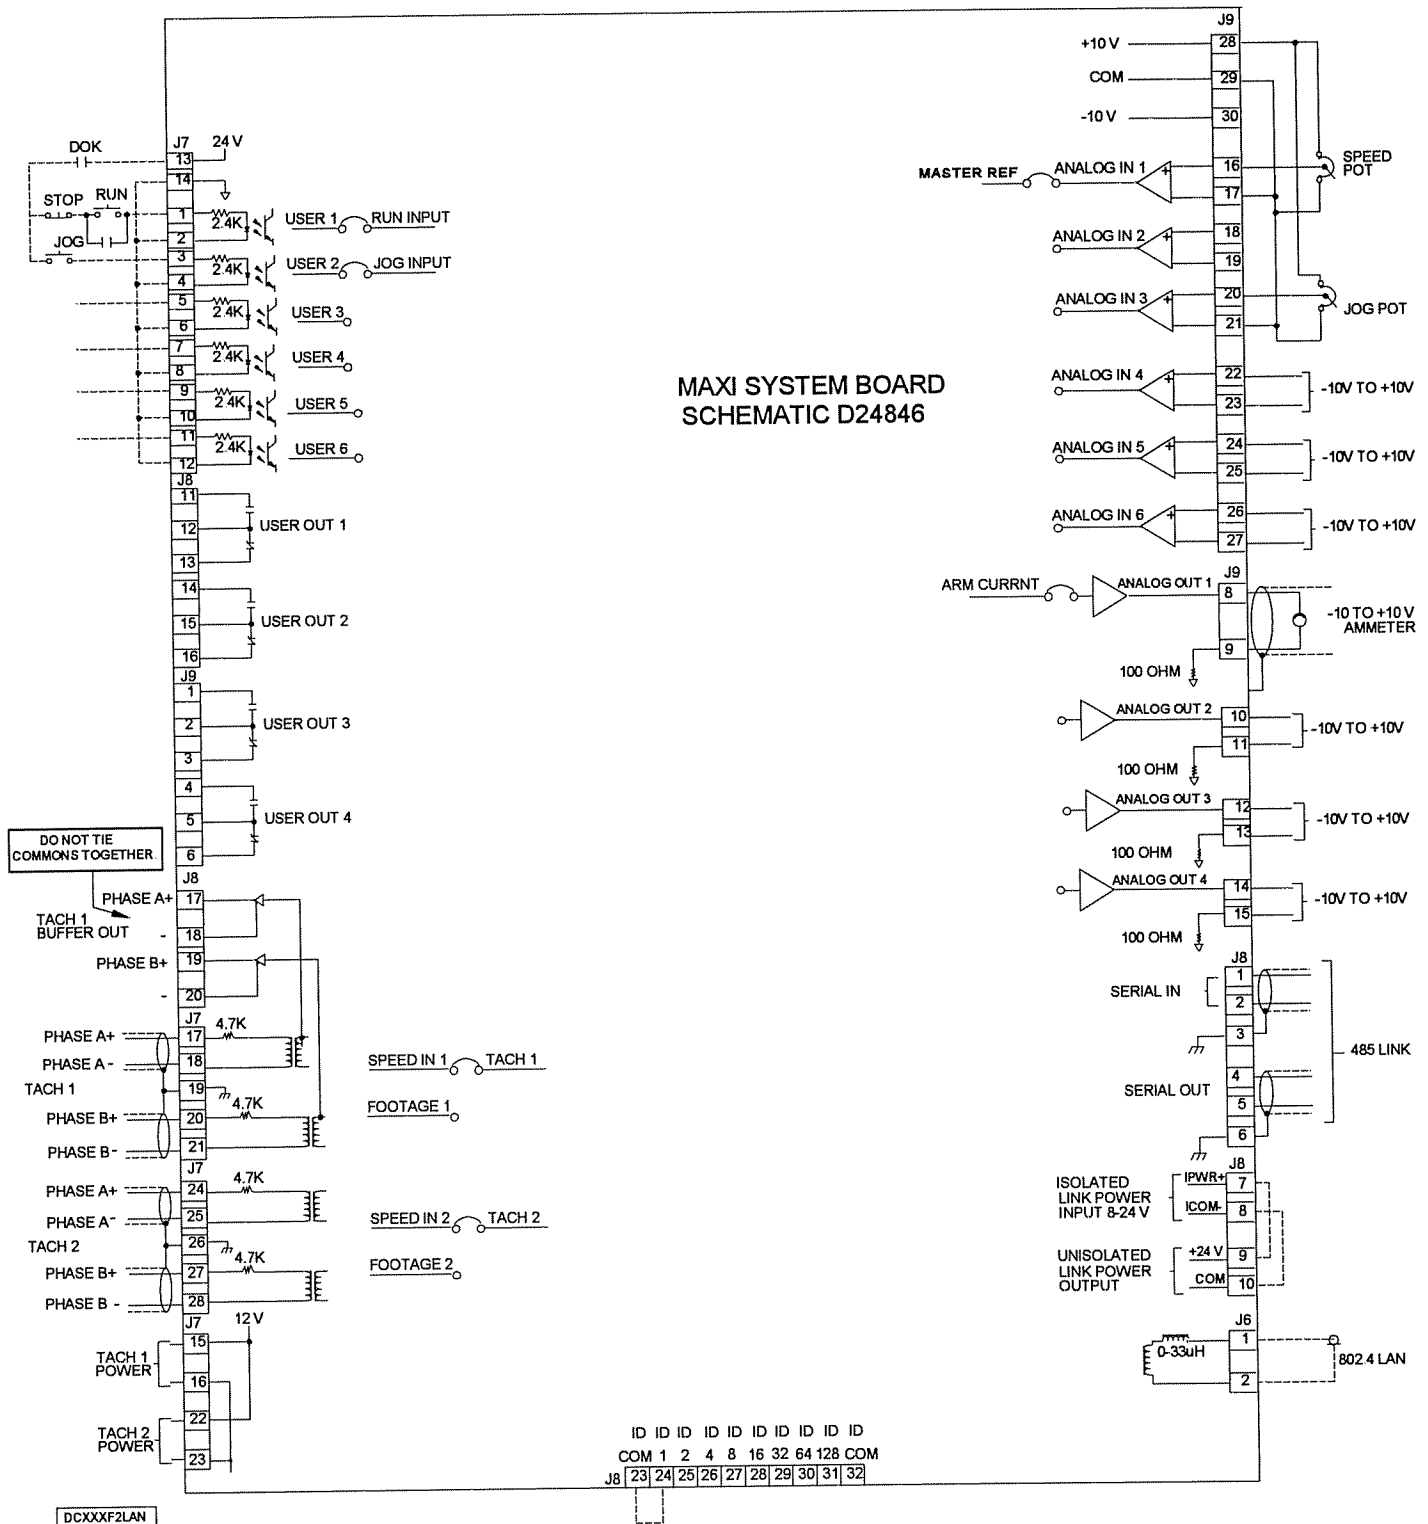 J9
+10 V
28
COM
29
-10 V
30
J7
24 V
DOK
13
14
STOP
RUN
1
2.4K
USER 1
RUN INPUT
2
JOG
3
2.4K
USER 2
JOG INPUT
4
5
2.4K
USER 3
6
7
2.4K
USER 4
8
9
2.4K
USER 5
10
11
2.4K
USER 6
12
J8
11
12
USER OUT 1
13
14
15
USER OUT 2
16
J9
1
2
USER OUT 3
3
4
5
USER OUT 4
6
DO NOT TIE
COMMONS TOGETHER
J8
PHASE A+
17
TACH 1
BUFFER OUT
-
18
PHASE B+
19
-
20
J7
PHASE A+
17
4.7K
PHASE A -
18
TACH 1
19
PHASE B+
20
4.7K
PHASE B -
21
SPEED IN 1
TACH 1
FOOTAGE 1
J7
PHASE A+
24
4.7K
PHASE A-
25
TACH 2
26
PHASE B+
27
4.7K
PHASE B -
28
SPEED IN 2
TACH 2
FOOTAGE 2
J7
12 V
15
TACH 1
POWER
16
22
TACH 2
POWER
23
DCXXXF2LAN
MAXI SYSTEM BOARD
SCHEMATIC D24846
MASTER REF
ANALOG IN 1
+
16
17
SPEED
POT
ANALOG IN 2
+
18
19
ANALOG IN 3
+
20
21
JOG POT
ANALOG IN 4
+
22
23
-10V TO +10V
ANALOG IN 5
+
24
25
-10V TO +10V
ANALOG IN 6
+
26
27
-10V TO +10V
J9
ARM CURRNT
ANALOG OUT 1
8
-10 TO +10 V
AMMETER
9
100 OHM
ANALOG OUT 2
10
11
-10V TO +10V
100 OHM
ANALOG OUT 3
12
13
-10V TO +10V
100 OHM
ANALOG OUT 4
14
15
-10V TO +10V
100 OHM
J8
SERIAL IN
1
2
3
485 LINK
SERIAL OUT
4
5
6
J8
ISOLATED
LINK POWER
INPUT 8-24 V
IPWR+
7
ICOM-
8
UNISOLATED
LINK POWER
OUTPUT
+24 V
9
COM
10
J6
0-33uH
1
2
802.4 LAN
ID ID ID ID ID ID ID ID ID ID
COM 1 2 4 8 16 32 64 128 COM
J8 23 24 25 26 27 28 29 30 31 32